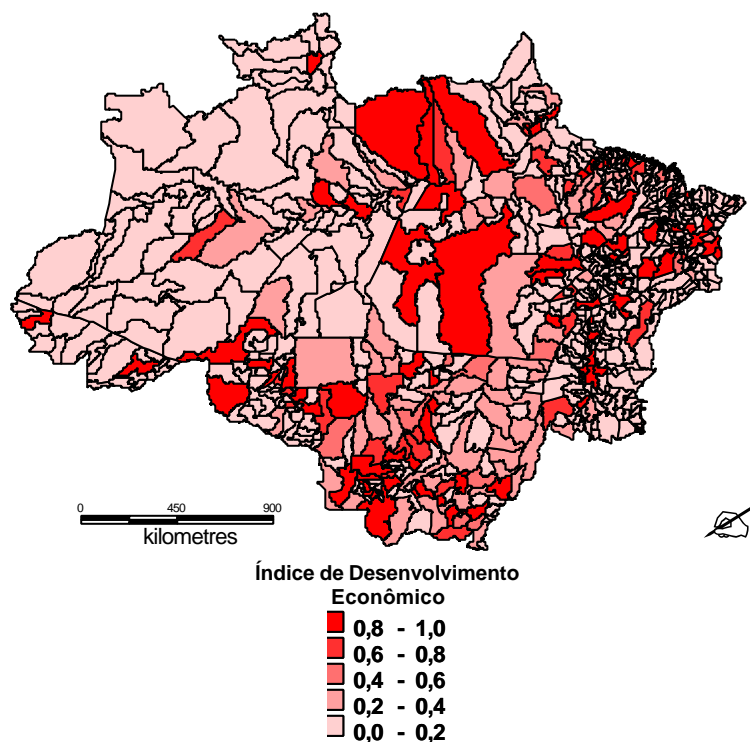 0 450 900
kilometres
Índice de Desenvolvimento
Econômico
0,8 - 1,0
0,6 - 0,8
0,4 - 0,6
0,2 - 0,4
0,0 - 0,2